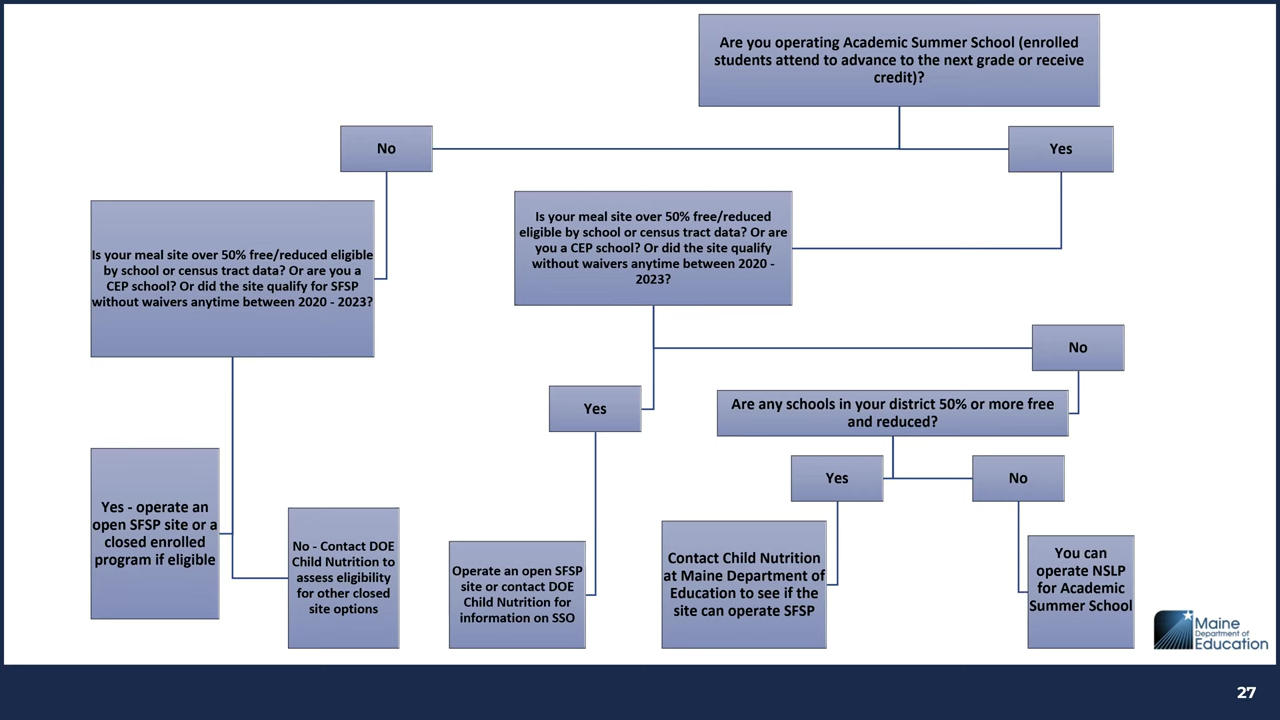 Are you operating Academic Summer School (enrolled
students attend to advance to the next grade or receive
credit)?
No
Yes
Is your meal site over 50% free/reduced eligible
by school or census tract data? Or are you a
CEP school? Or did the site qualify for SFSP
without waivers anytime between 2020 - 2023?
Is your meal site over 50% free/reduced
eligible by school or census tract data? Or are
you a CEP school? Or did the site qualify
without waivers anytime between 2020 -
2023?
No
Yes
Are any schools in your district 50% or more free
and reduced?
Yes
No
Yes - operate an
open SFSP site or a
closed enrolled
program if eligible
No - Contact DOE
Child Nutrition to
assess eligibility
for other closed
site options
Operate an open SFSP
site or contact DOE
Child Nutrition for
information on SSO
Contact Child Nutrition
at Maine Department of
Education to see if the
site can operate SFSP
You can
operate NSLP
for Academic
Summer School
Maine
Department of
Education
27